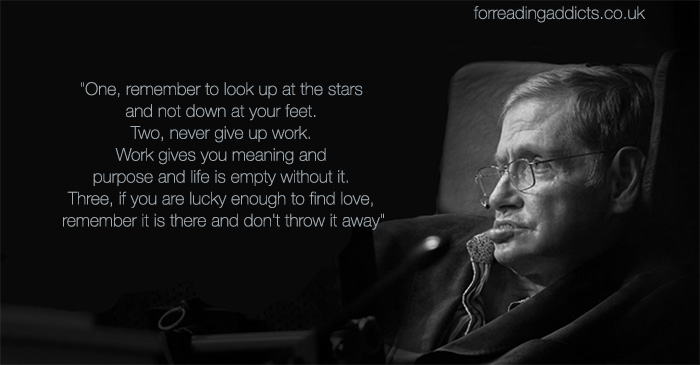 forreadingaddicts.co.uk
"One, remember to look up at the stars
and not down at your feet.
Two, never give up work.
Work gives you meaning and
purpose and life is empty without it.
Three, if you are lucky enough to find love,
remember it is there and don't throw it away"